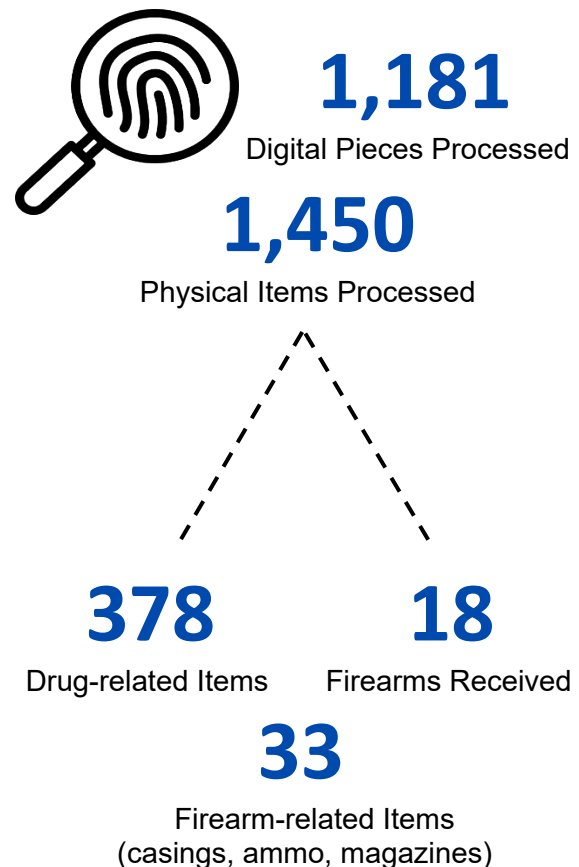 1,181
Digital Pieces Processed
1,450
Physical Items Processed
378
Drug-related Items
18
Firearms Received
33
Firearm-related Items
(casings, ammo, magazines)